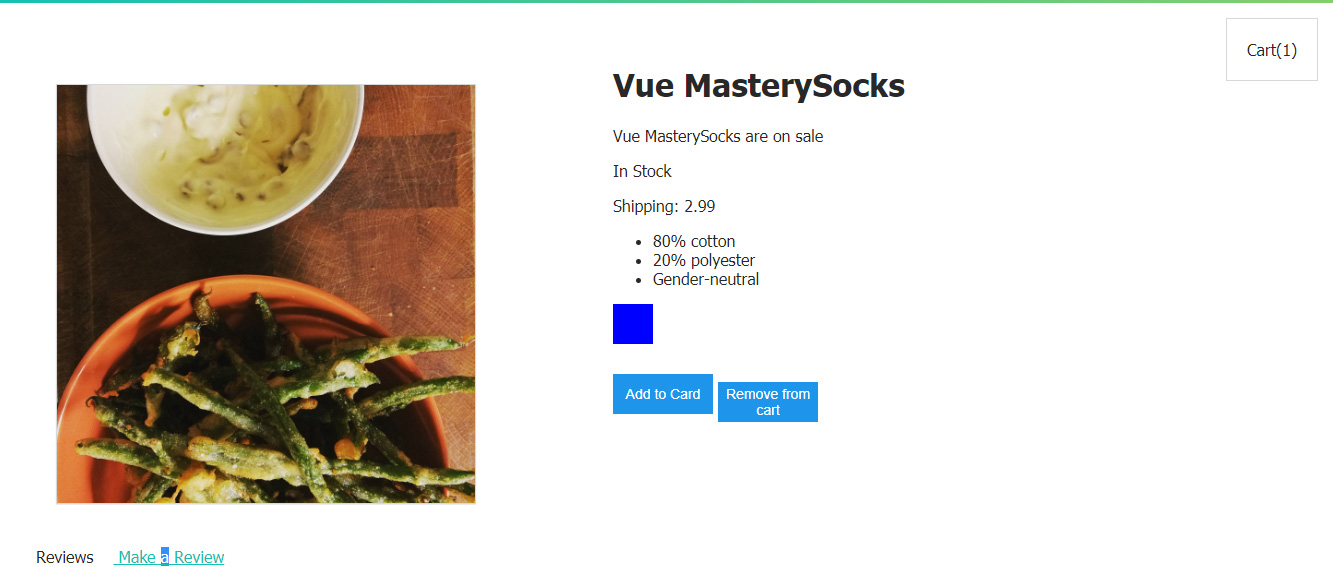 Cart(1)
Vue MasterySocks
Vue MasterySocks are on sale
In Stock
Shipping: 2.99
80% cotton
20% polyester
Gender-neutral
Add to Card
Remove from
cart
Reviews Make a Review